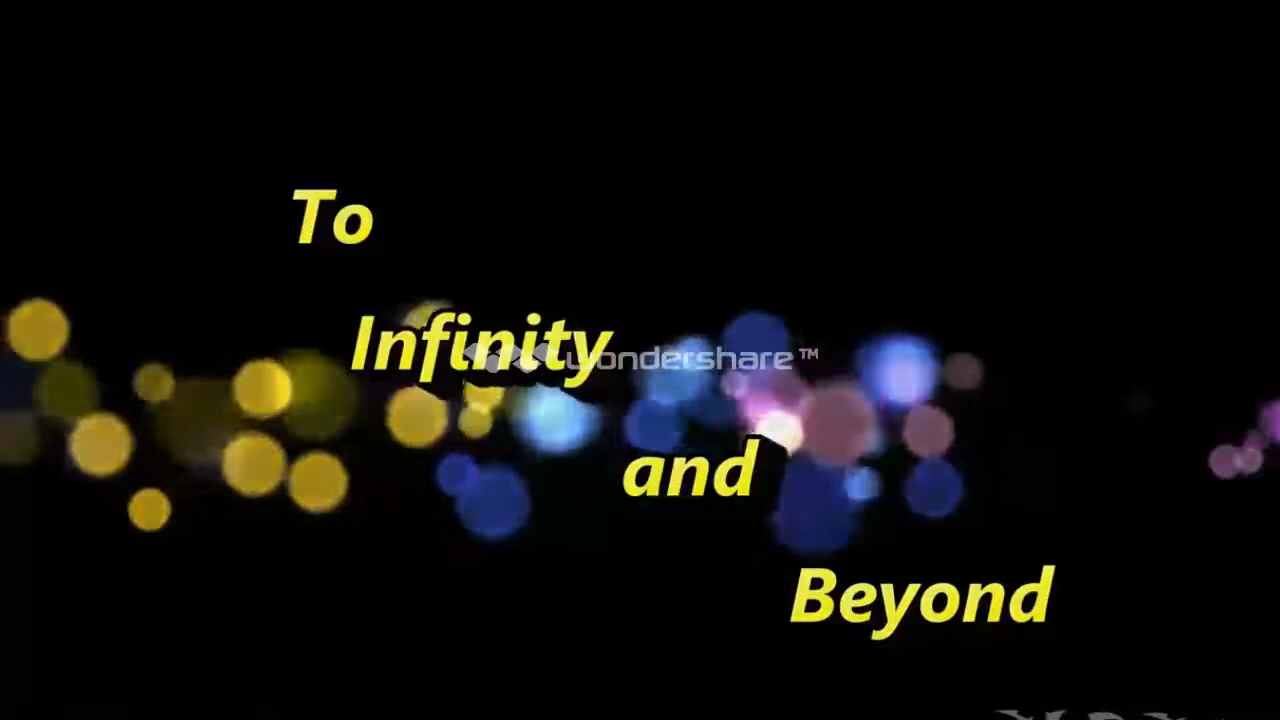 To
Infinity
wondershare™
and
Beyond